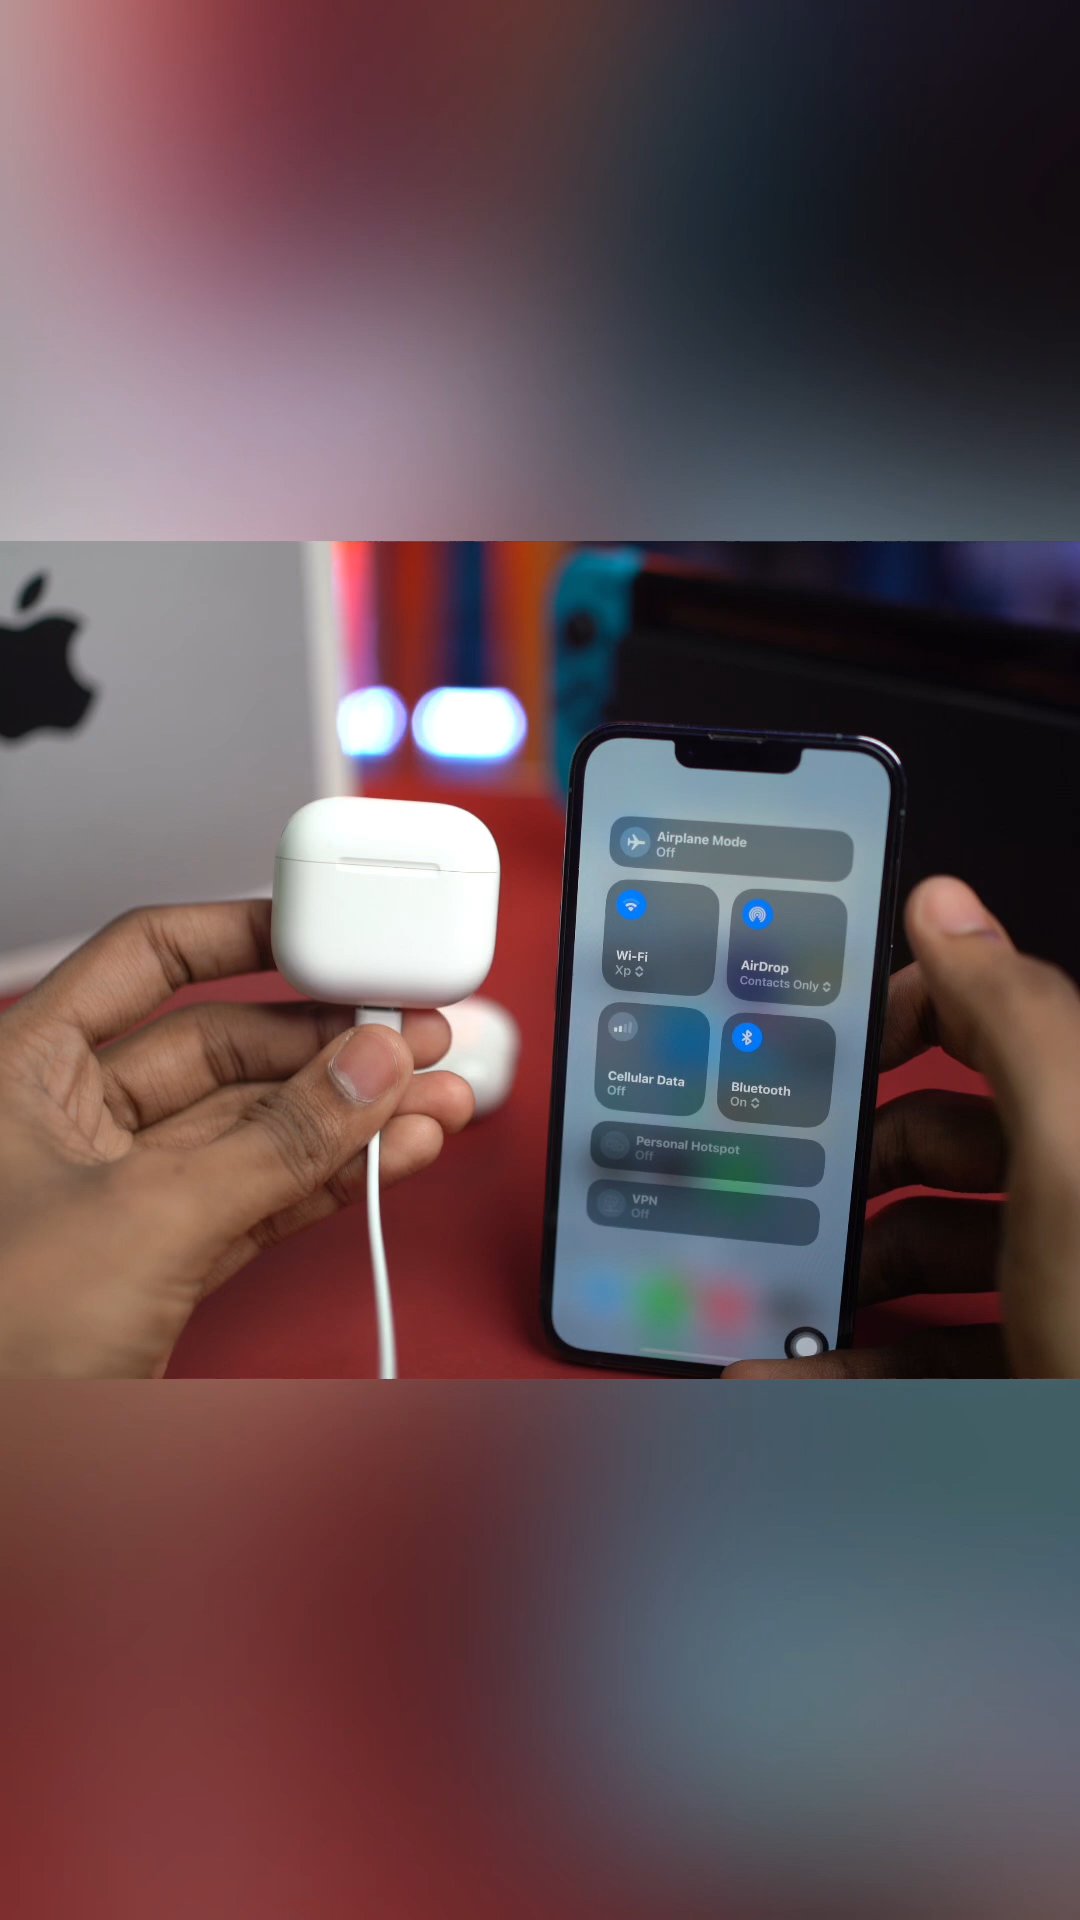 Airplane Mode
Off
Wi-Fi
Xp
AirDrop
Contacts Only
Cellular Data
Off
Bluetooth
On
Personal Hotspot
Off
VPN
Off